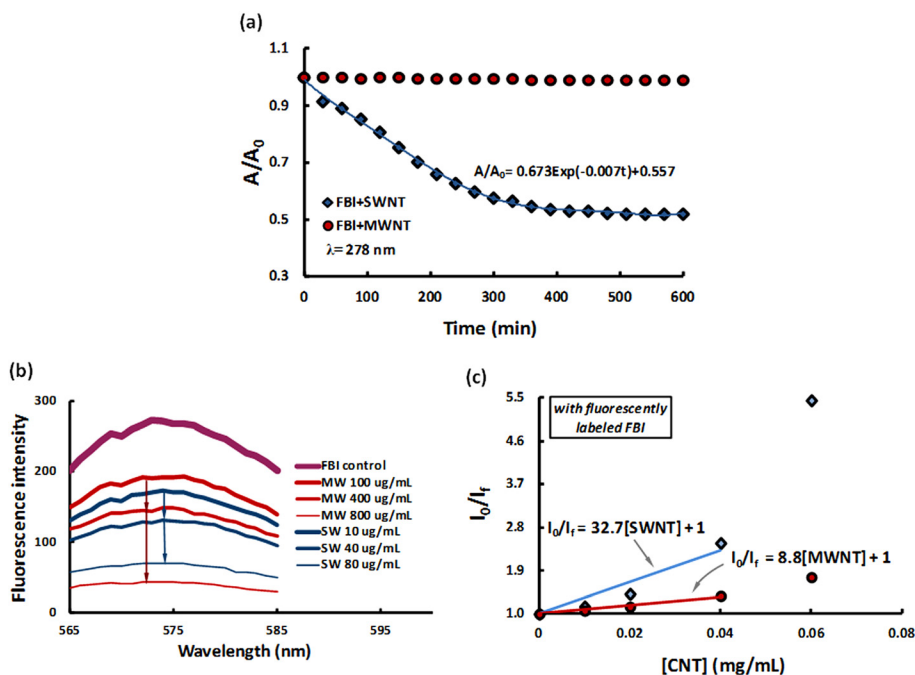 (a)
1.1
0.9
0.7
0.5
0.3
A/A₀
A/A₀= 0.673Exp(-0.007t)+0.557
FBI+SWNT
FBI+MWNT
λ= 278 nm
0 100 200 300 400 500 600
Time (min)
(b)
300
200
100
0
Fluorescence intensity
FBI control
MW 100 ug/mL
MW 400 ug/mL
MW 800 ug/mL
SW 10 ug/mL
SW 40 ug/mL
SW 80 ug/mL
565 575 585 595
Wavelength (nm)
(c)
5.5
4.6
3.7
2.8
1.9
1.0
I₀/If
with fluorescently
labeled FBI
I₀/If = 32.7[SWNT] + 1
I₀/If = 8.8[MWNT] + 1
0 0.02 0.04 0.06 0.08
[CNT] (mg/mL)